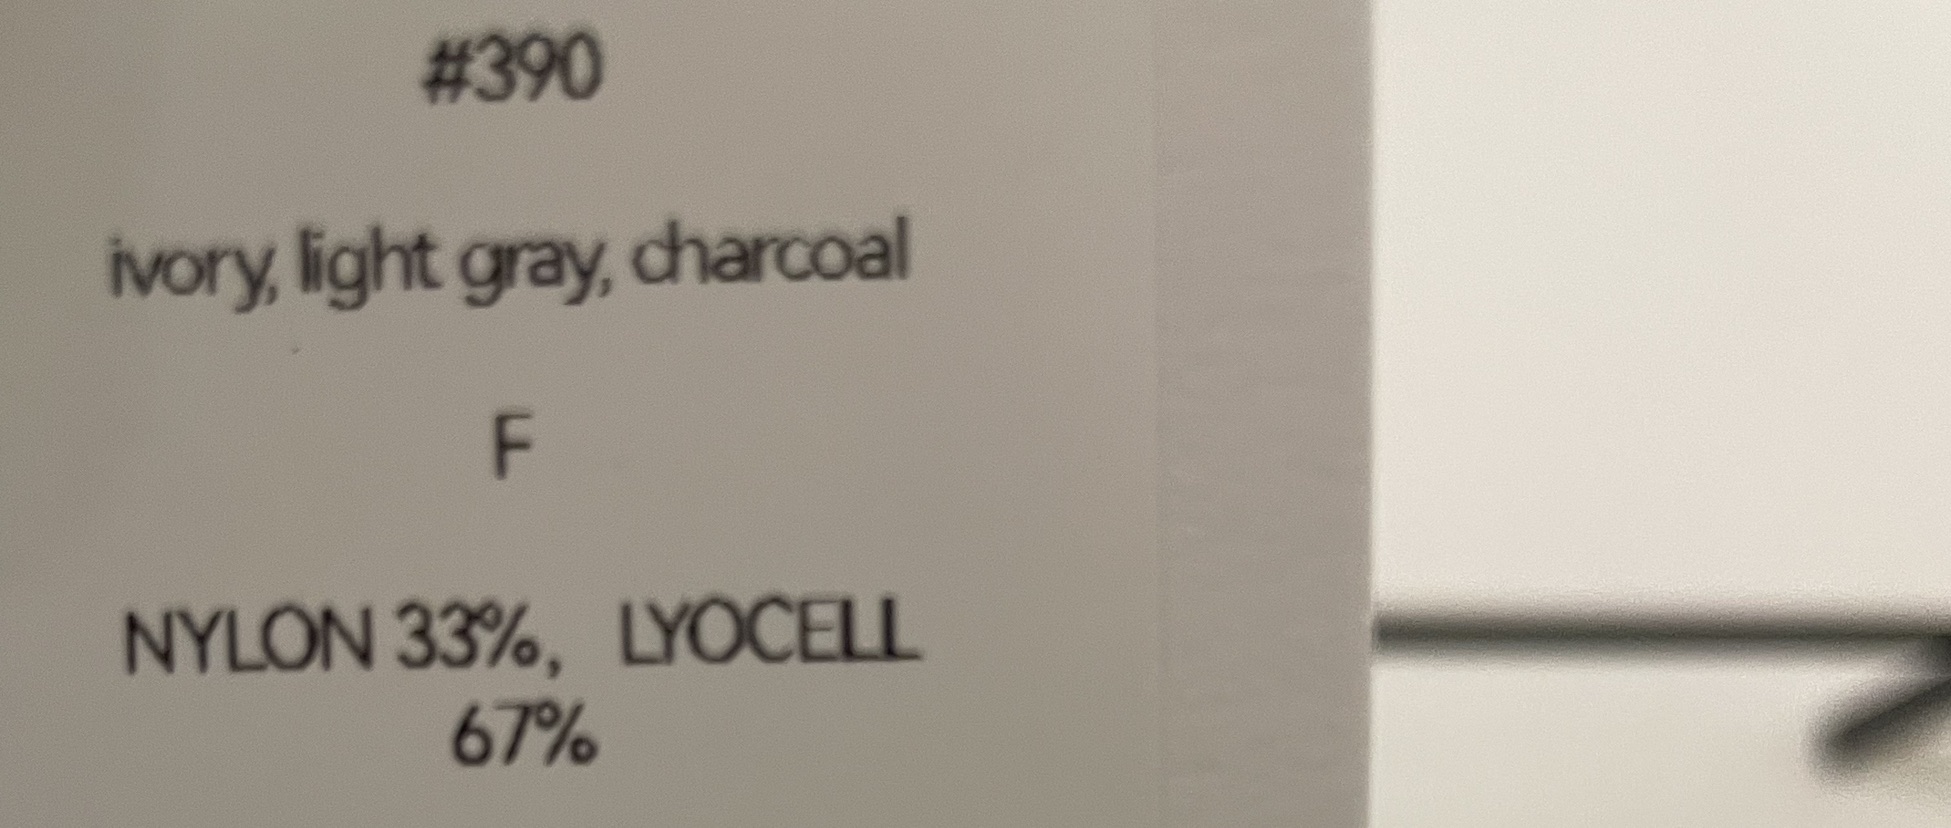 #390
ivory, light gray, charcoal
F
NYLON 33%, LYOCELL
67%